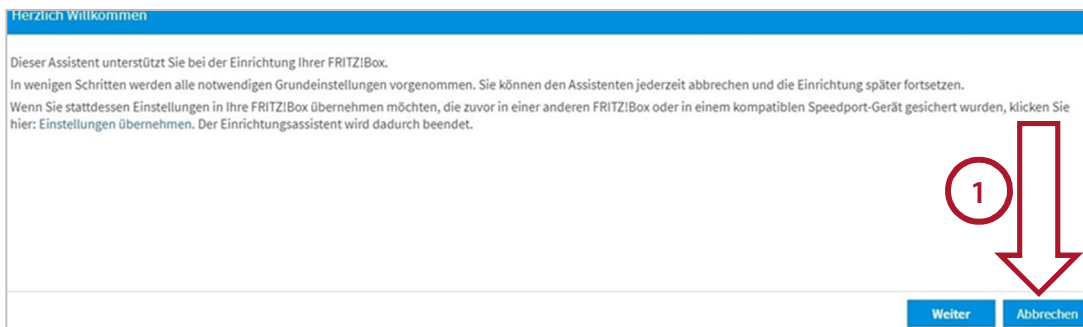 Herzlich Willkommen
Dieser Assistent unterstützt Sie bei der Einrichtung Ihrer FRITZ!Box.
In wenigen Schritten werden alle notwendigen Grundeinstellungen vorgenommen. Sie können den Assistenten jederzeit abbrechen und die Einrichtung später fortsetzen.
Wenn Sie stattdessen Einstellungen in Ihre FRITZ!Box übernehmen möchten, die zuvor in einer anderen FRITZ!Box oder in einem kompatiblen Speedport-Gerät gesichert wurden, klicken Sie
hier: Einstellungen übernehmen. Der Einrichtungsassistent wird dadurch beendet.
1
Weiter Abbrechen